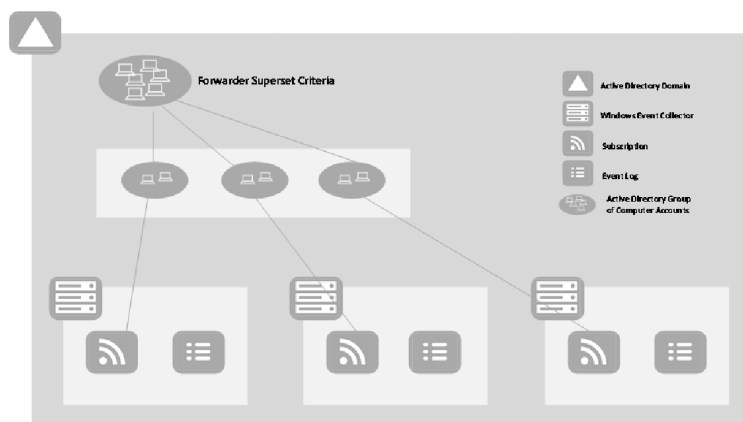 Forwarder Superset Criteria
Active Directory Domain
Windows Event Collector
Subscription
Event Log
Active Directory Group
of Computer Accounts